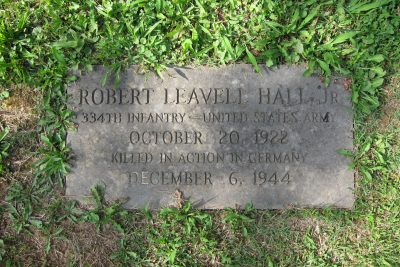 ROBERT LEAVELL HALL, JR
334TH INFANTRY - UNITED STATES ARMY
OCTOBER 20, 1922
KILLED IN ACTION IN GERMANY
DECEMBER 6, 1944